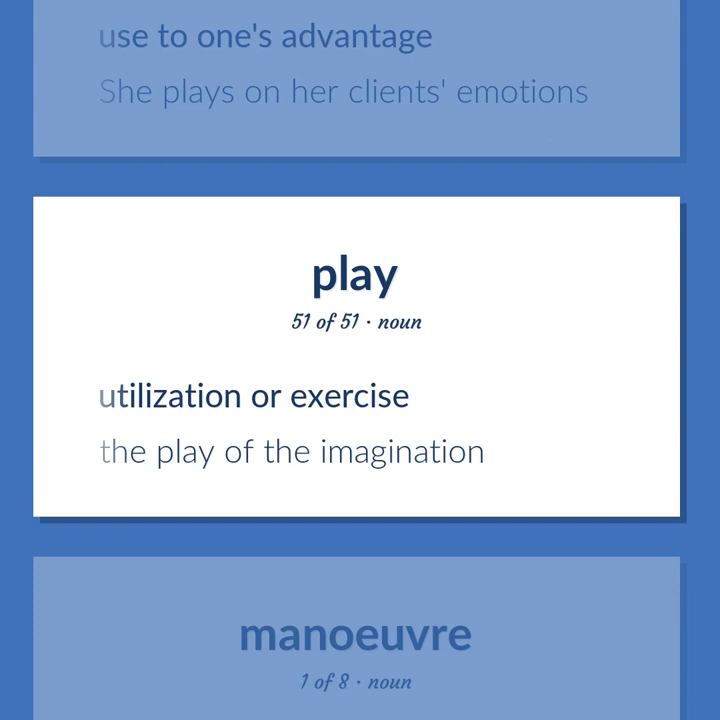 use to one's advantage
She plays on her clients' emotions
play
51 of 51 · noun
utilization or exercise
the play of the imagination
manoeuvre
1 of 8 · noun